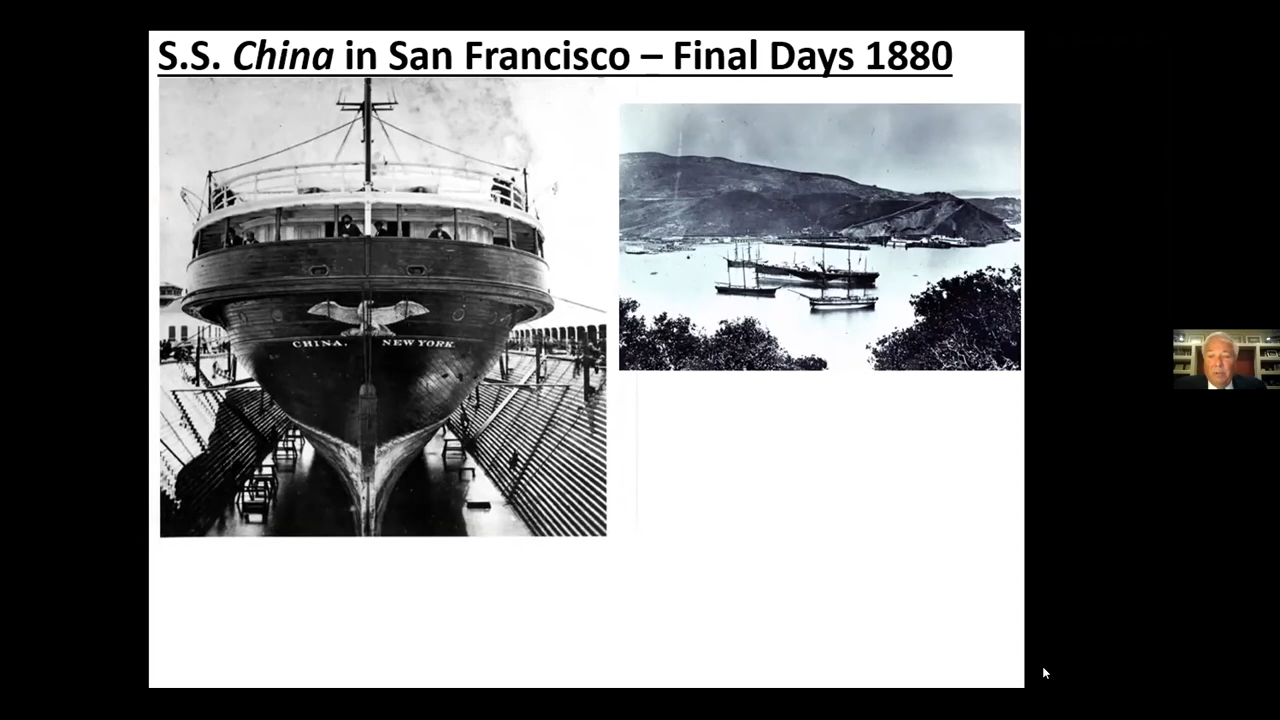 S.S. China in San Francisco – Final Days 1880
CHINA. NEW YORK.